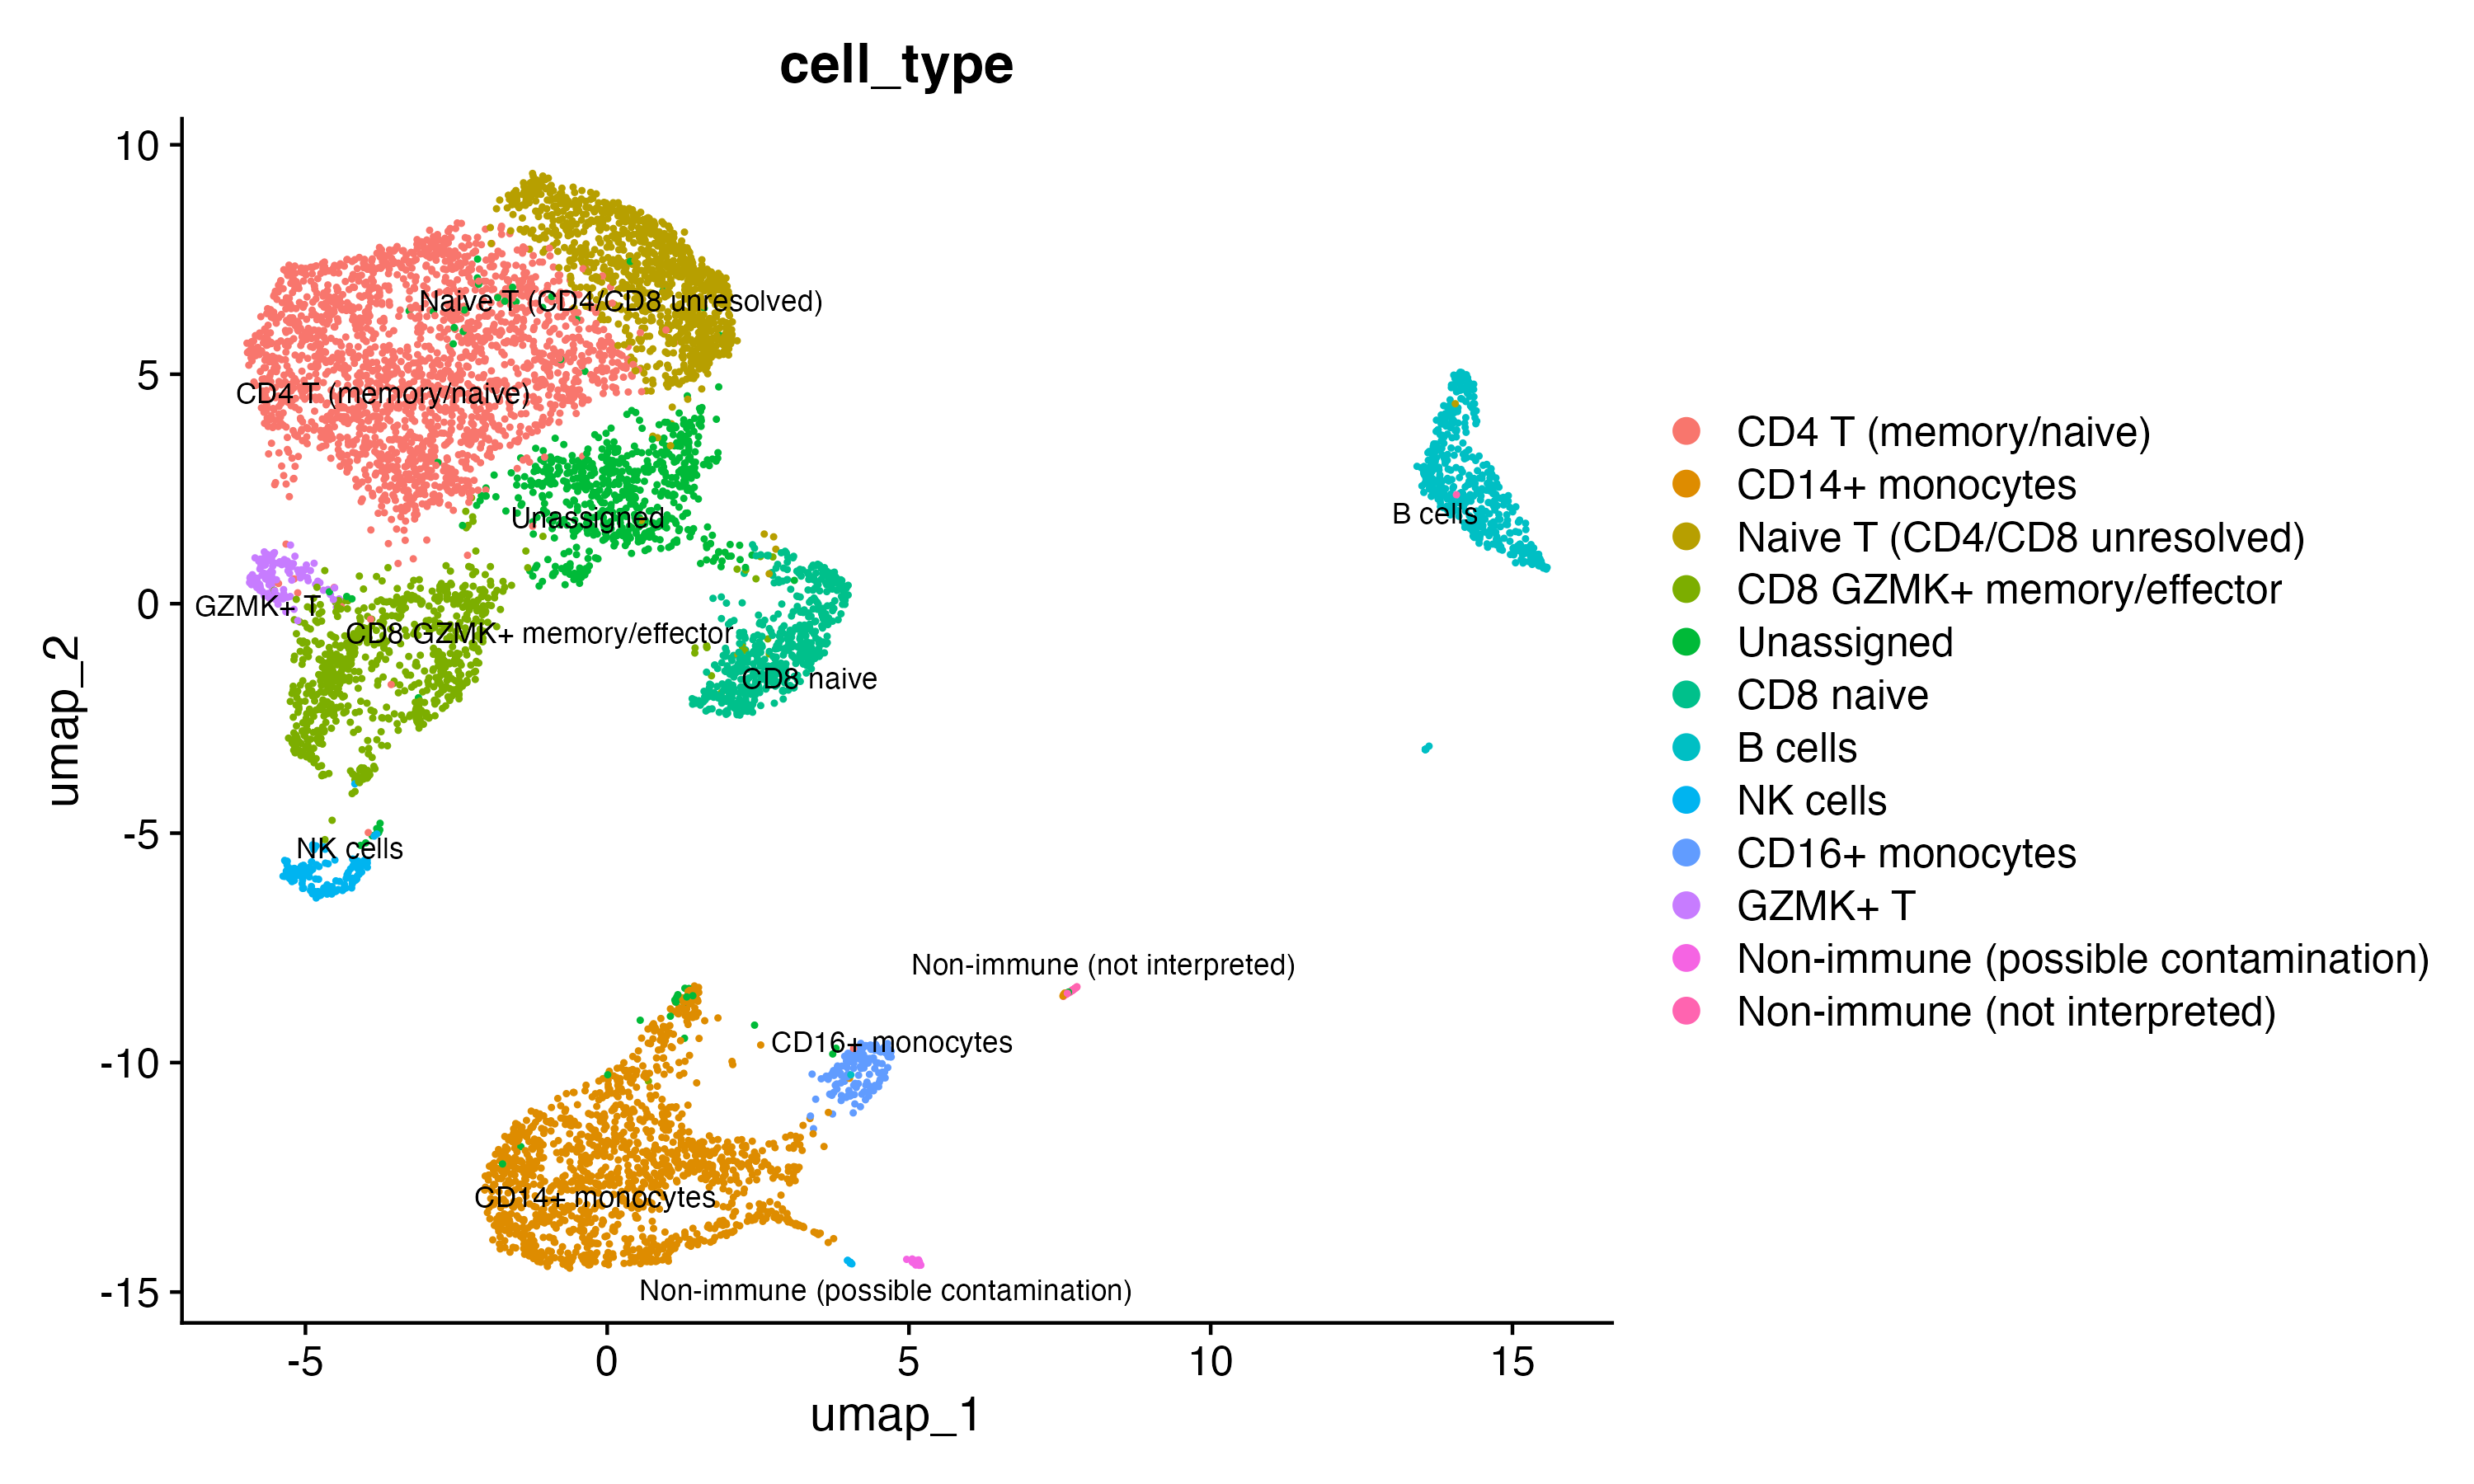 cell_type
10
5
0
-5
-10
-15
umap_2
Naive T (CD4/CD8 unresolved)
CD4 T (memory/naive)
Unassigned
B cells
GZMK+ T
CD8 GZMK+ memory/effector
CD8 naive
NK cells
Non-immune (not interpreted)
CD16+ monocytes
CD14+ monocytes
Non-immune (possible contamination)
-5
0
5
10
15
umap_1
CD4 T (memory/naive)
CD14+ monocytes
Naive T (CD4/CD8 unresolved)
CD8 GZMK+ memory/effector
Unassigned
CD8 naive
B cells
NK cells
CD16+ monocytes
GZMK+ T
Non-immune (possible contamination)
Non-immune (not interpreted)